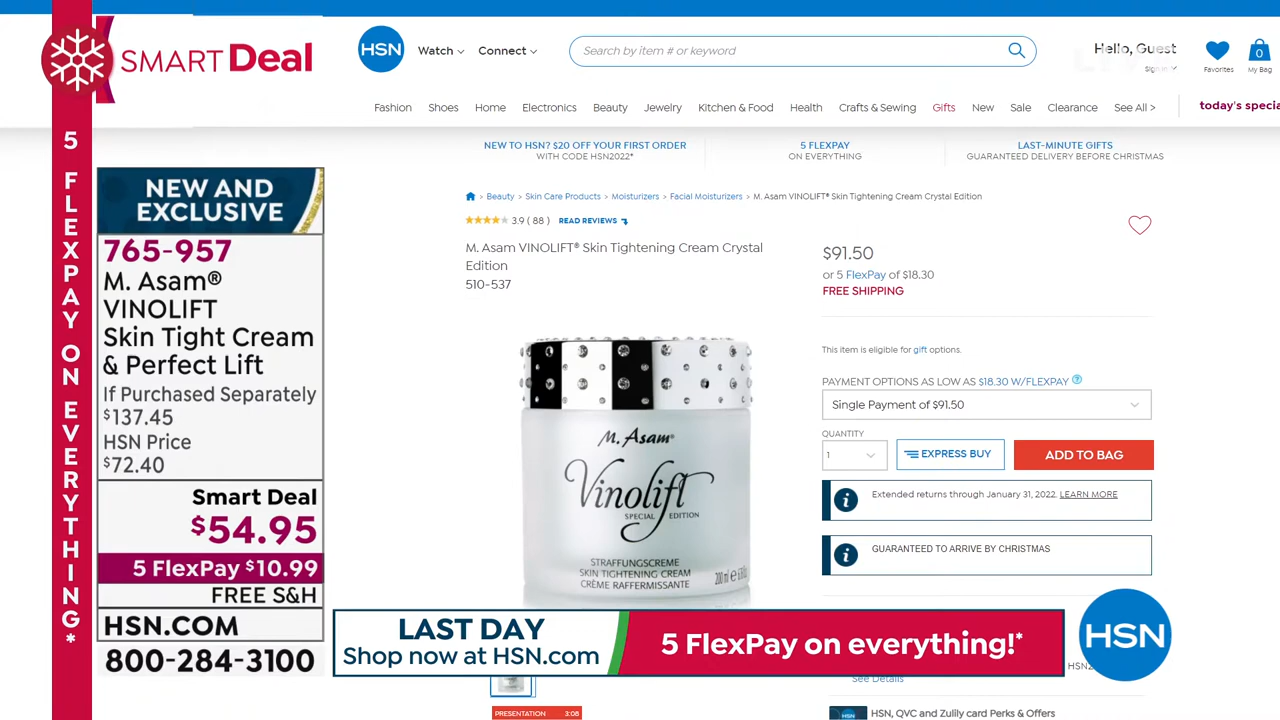 SMART Deal
HSN
Watch
Connect
Search by item # or keyword
Hello, Guest
Sign in
Favorites
0
My Bag
Fashion
Shoes
Home
Electronics
Beauty
Jewelry
Kitchen & Food
Health
Crafts & Sewing
Gifts
New
Sale
Clearance
See All >
today's specia
5 FLEXPAY ON EVERYTHING*
NEW TO HSN? $20 OFF YOUR FIRST ORDER
WITH CODE HSN2022*
5 FLEXPAY
ON EVERYTHING
LAST-MINUTE GIFTS
GUARANTEED DELIVERY BEFORE CHRISTMAS
NEW AND
EXCLUSIVE
765-957
M. Asam®
VINOLIFT
Skin Tight Cream
& Perfect Lift
If Purchased Separately
$137.45
HSN Price
$72.40
Smart Deal
$54.95
5 FlexPay $10.99
FREE S&H
HSN.COM
800-284-3100
> Beauty > Skin Care Products > Moisturizers > Facial Moisturizers > M. Asam VINOLIFT® Skin Tightening Cream Crystal Edition
3.9 ( 88 ) READ REVIEWS
M. Asam VINOLIFT® Skin Tightening Cream Crystal
Edition
510-537
M. Asam®
Vinolift
SPECIAL EDITION
STRAFFUNGSCREME
SKIN TIGHTENING CREAM
CRÈME RAFFERMISSANTE
200 ml e
$91.50
or 5 FlexPay of $18.30
FREE SHIPPING
This item is eligible for gift options.
PAYMENT OPTIONS AS LOW AS $18.30 W/FLEXPAY
Single Payment of $91.50
QUANTITY
1
EXPRESS BUY
ADD TO BAG
Extended returns through January 31, 2022. LEARN MORE
GUARANTEED TO ARRIVE BY CHRISTMAS
LAST DAY
Shop now at HSN.com
5 FlexPay on everything!*
HSN
See Details
PRESENTATION 3:08
HSN, QVC and Zulily card Perks & Offers